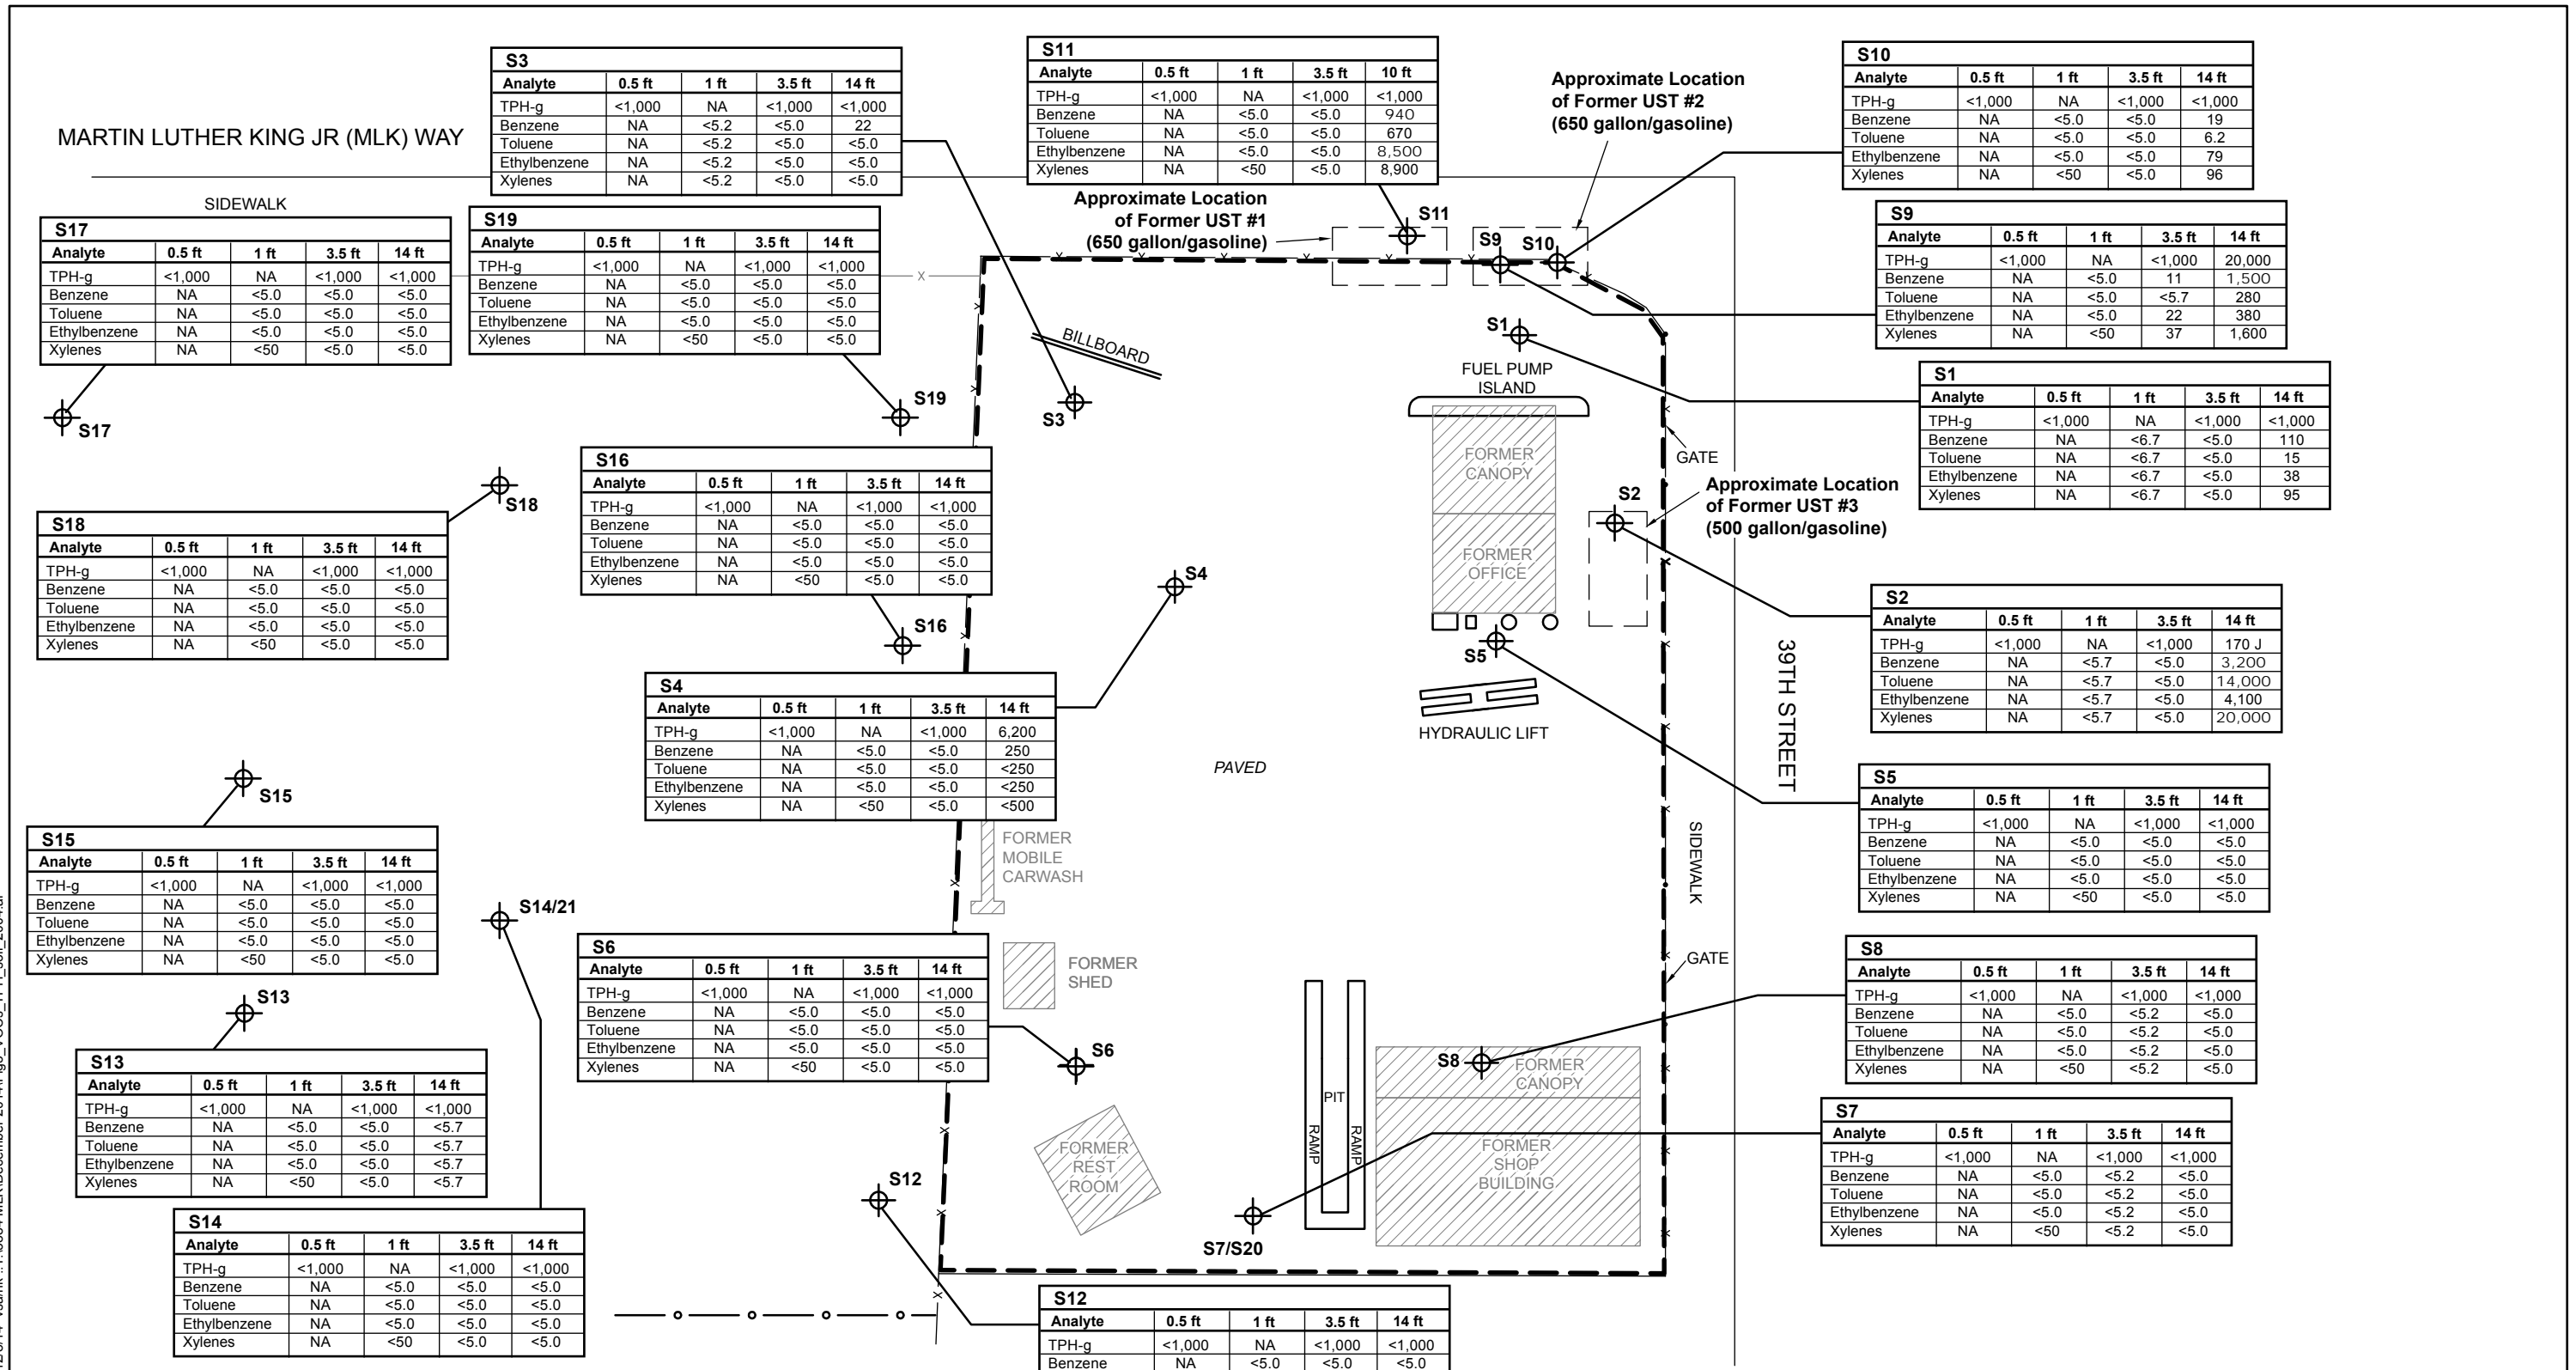 MARTIN LUTHER KING JR (MLK) WAY
SIDEWALK
S3
Analyte 0.5 ft 1 ft 3.5 ft 14 ft
TPH-g <1,000 NA <1,000 <1,000
Benzene NA <5.2 <5.0 22
Toluene NA <5.2 <5.0 <5.0
Ethylbenzene NA <5.2 <5.0 <5.0
Xylenes NA <5.2 <5.0 <5.0
S11
Analyte 0.5 ft 1 ft 3.5 ft 10 ft
TPH-g <1,000 NA <1,000 <1,000
Benzene NA <5.0 <5.0 940
Toluene NA <5.0 <5.0 670
Ethylbenzene NA <5.0 <5.0 8,500
Xylenes NA <50 <5.0 8,900
Approximate Location
of Former UST #2
(650 gallon/gasoline)
S10
Analyte 0.5 ft 1 ft 3.5 ft 14 ft
TPH-g <1,000 NA <1,000 <1,000
Benzene NA <5.0 <5.0 19
Toluene NA <5.0 <5.0 6.2
Ethylbenzene NA <5.0 <5.0 79
Xylenes NA <50 <5.0 96
S17
Analyte 0.5 ft 1 ft 3.5 ft 14 ft
TPH-g <1,000 NA <1,000 <1,000
Benzene NA <5.0 <5.0 <5.0
Toluene NA <5.0 <5.0 <5.0
Ethylbenzene NA <5.0 <5.0 <5.0
Xylenes NA <50 <5.0 <5.0
S19
Analyte 0.5 ft 1 ft 3.5 ft 14 ft
TPH-g <1,000 NA <1,000 <1,000
Benzene NA <5.0 <5.0 <5.0
Toluene NA <5.0 <5.0 <5.0
Ethylbenzene NA <5.0 <5.0 <5.0
Xylenes NA <50 <5.0 <5.0
Approximate Location
of Former UST #1
(650 gallon/gasoline)
S11
S9
S10
S9
Analyte 0.5 ft 1 ft 3.5 ft 14 ft
TPH-g <1,000 NA <1,000 20,000
Benzene NA <5.0 11 1,500
Toluene NA <5.0 <5.7 280
Ethylbenzene NA <5.0 22 380
Xylenes NA <50 37 1,600
S1
BILLBOARD
FUEL PUMP
ISLAND
S1
Analyte 0.5 ft 1 ft 3.5 ft 14 ft
TPH-g <1,000 NA <1,000 <1,000
Benzene NA <6.7 <5.0 110
Toluene NA <6.7 <5.0 15
Ethylbenzene NA <6.7 <5.0 38
Xylenes NA <6.7 <5.0 95
S17
S19
S3
S18
FORMER
CANOPY
GATE
S2
Approximate Location
of Former UST #3
(500 gallon/gasoline)
S16
Analyte 0.5 ft 1 ft 3.5 ft 14 ft
TPH-g <1,000 NA <1,000 <1,000
Benzene NA <5.0 <5.0 <5.0
Toluene NA <5.0 <5.0 <5.0
Ethylbenzene NA <5.0 <5.0 <5.0
Xylenes NA <50 <5.0 <5.0
S18
Analyte 0.5 ft 1 ft 3.5 ft 14 ft
TPH-g <1,000 NA <1,000 <1,000
Benzene NA <5.0 <5.0 <5.0
Toluene NA <5.0 <5.0 <5.0
Ethylbenzene NA <5.0 <5.0 <5.0
Xylenes NA <50 <5.0 <5.0
FORMER
OFFICE
S4
S16
S5
S2
Analyte 0.5 ft 1 ft 3.5 ft 14 ft
TPH-g <1,000 NA <1,000 170 J
Benzene NA <5.7 <5.0 3,200
Toluene NA <5.7 <5.0 14,000
Ethylbenzene NA <5.7 <5.0 4,100
Xylenes NA <5.7 <5.0 20,000
39TH STREET
S4
Analyte 0.5 ft 1 ft 3.5 ft 14 ft
TPH-g <1,000 NA <1,000 6,200
Benzene NA <5.0 <5.0 250
Toluene NA <5.0 <5.0 <250
Ethylbenzene NA <5.0 <5.0 <250
Xylenes NA <50 <5.0 <500
HYDRAULIC LIFT
PAVED
S15
S5
Analyte 0.5 ft 1 ft 3.5 ft 14 ft
TPH-g <1,000 NA <1,000 <1,000
Benzene NA <5.0 <5.0 <5.0
Toluene NA <5.0 <5.0 <5.0
Ethylbenzene NA <5.0 <5.0 <5.0
Xylenes NA <50 <5.0 <5.0
S15
Analyte 0.5 ft 1 ft 3.5 ft 14 ft
TPH-g <1,000 NA <1,000 <1,000
Benzene NA <5.0 <5.0 <5.0
Toluene NA <5.0 <5.0 <5.0
Ethylbenzene NA <5.0 <5.0 <5.0
Xylenes NA <50 <5.0 <5.0
FORMER
MOBILE
CARWASH
SIDEWALK
S14/21
S6
Analyte 0.5 ft 1 ft 3.5 ft 14 ft
TPH-g <1,000 NA <1,000 <1,000
Benzene NA <5.0 <5.0 <5.0
Toluene NA <5.0 <5.0 <5.0
Ethylbenzene NA <5.0 <5.0 <5.0
Xylenes NA <50 <5.0 <5.0
FORMER
SHED
GATE
S8
Analyte 0.5 ft 1 ft 3.5 ft 14 ft
TPH-g <1,000 NA <1,000 <1,000
Benzene NA <5.0 <5.2 <5.0
Toluene NA <5.0 <5.2 <5.0
Ethylbenzene NA <5.0 <5.2 <5.0
Xylenes NA <50 <5.2 <5.0
S13
S6
S8
FORMER
CANOPY
S13
Analyte 0.5 ft 1 ft 3.5 ft 14 ft
TPH-g <1,000 NA <1,000 <1,000
Benzene NA <5.0 <5.0 <5.7
Toluene NA <5.0 <5.0 <5.7
Ethylbenzene NA <5.0 <5.0 <5.7
Xylenes NA <50 <5.0 <5.7
PIT
RAMP
RAMP
FORMER
REST
ROOM
FORMER
SHOP
BUILDING
S7
Analyte 0.5 ft 1 ft 3.5 ft 14 ft
TPH-g <1,000 NA <1,000 <1,000
Benzene NA <5.0 <5.2 <5.0
Toluene NA <5.0 <5.2 <5.0
Ethylbenzene NA <5.0 <5.2 <5.0
Xylenes NA <50 <5.2 <5.0
S12
S7/S20
S14
Analyte 0.5 ft 1 ft 3.5 ft 14 ft
TPH-g <1,000 NA <1,000 <1,000
Benzene NA <5.0 <5.0 <5.0
Toluene NA <5.0 <5.0 <5.0
Ethylbenzene NA <5.0 <5.0 <5.0
Xylenes NA <50 <5.0 <5.0
S12
Analyte 0.5 ft 1 ft 3.5 ft 14 ft
TPH-g <1,000 NA <1,000 <1,000
Benzene NA <5.0 <5.0 <5.0